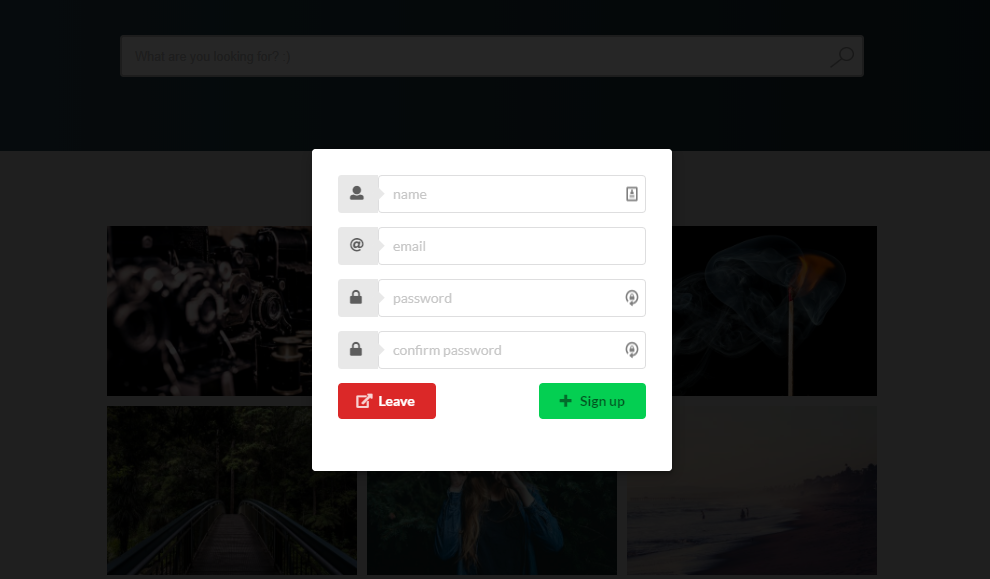 What are you looking for? ;)
name
@ email
password
confirm password
Leave
Sign up